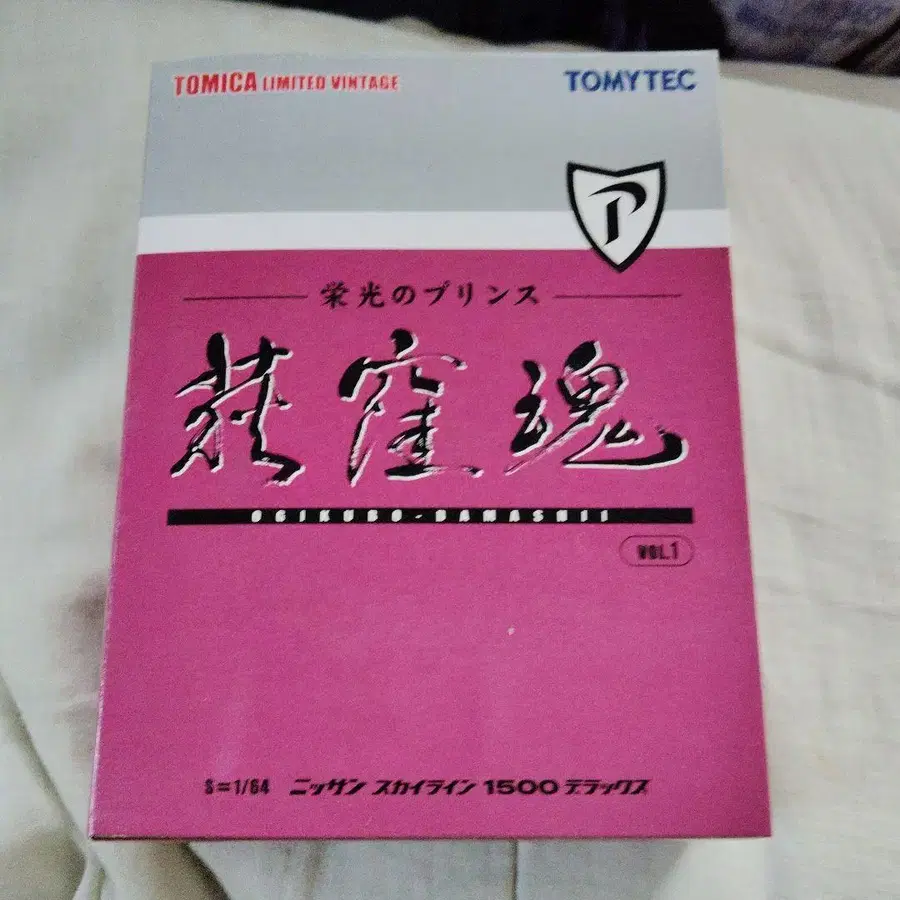 TOMICA LIMITED VINTAGE
TOMYTEC
P
栄光のプリンス
荻窪魂
OGIKUBO-DAMASHII
VOL.1
S=1/64 ニッサン スカイライン 1500 デラックス